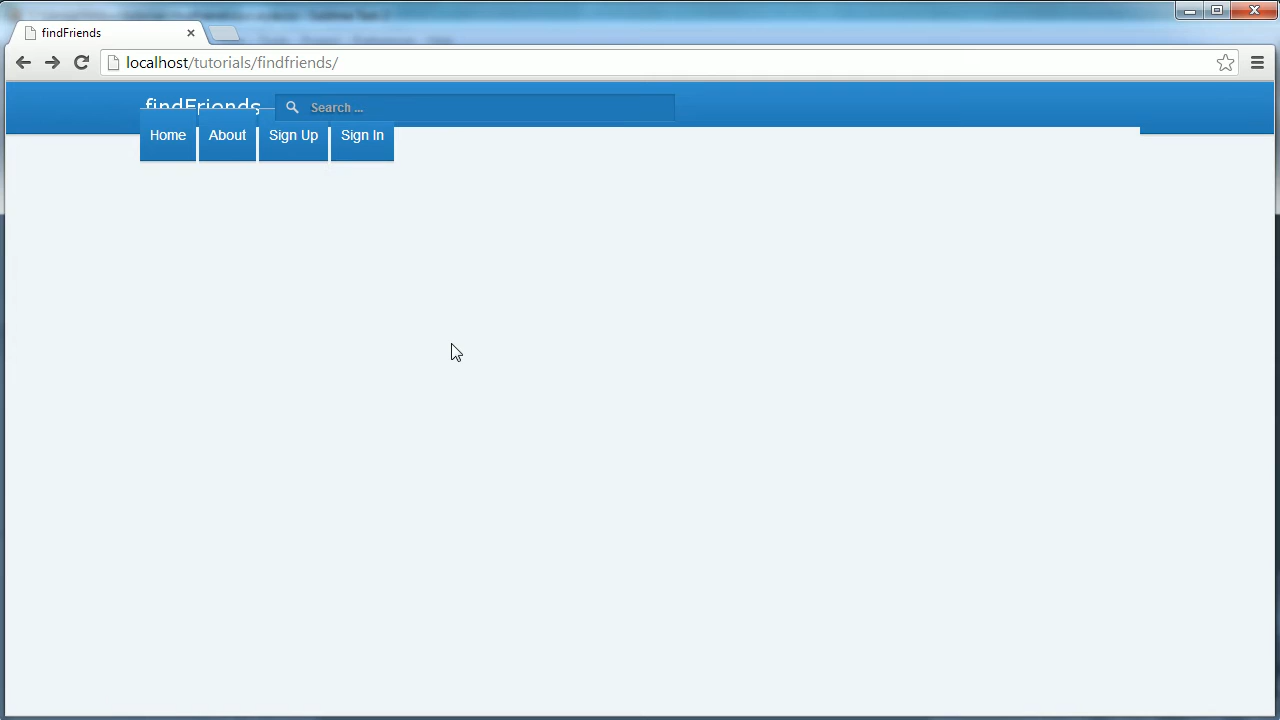 findFriends
localhost/tutorials/findfriends/
findFriends
Search ...
Home About Sign Up Sign In